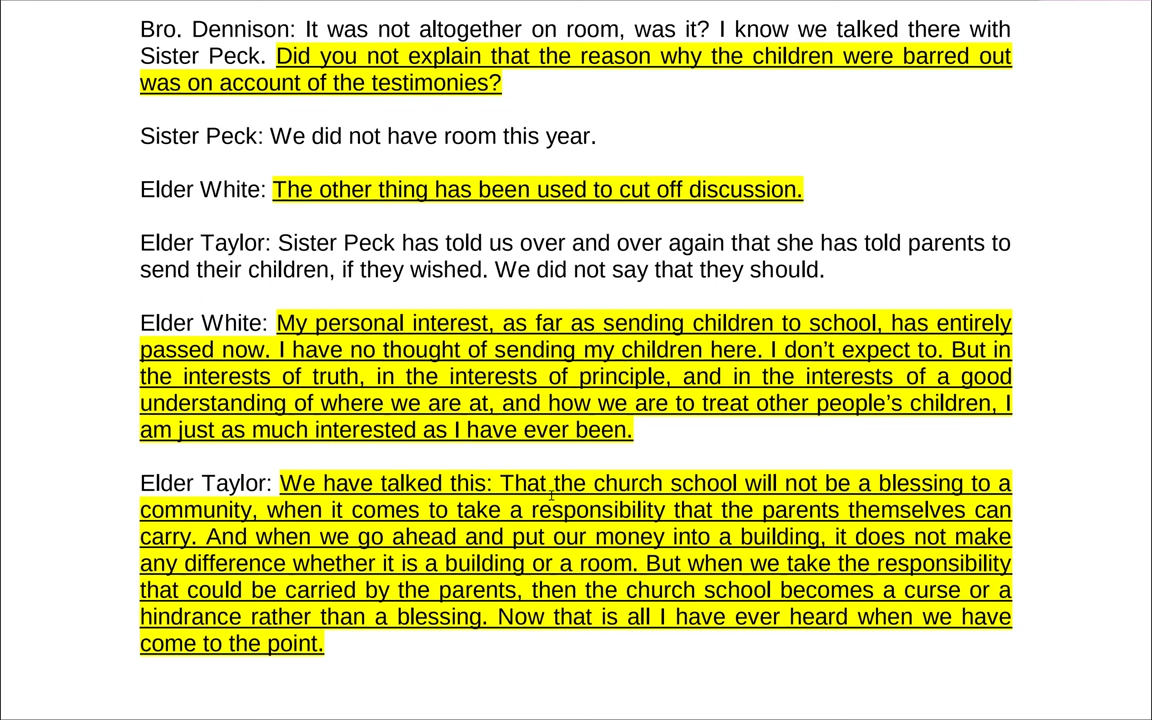 Bro. Dennison: It was not altogether on room, was it? I know we talked there with
Sister Peck. Did you not explain that the reason why the children were barred out
was on account of the testimonies?
Sister Peck: We did not have room this year.
Elder White: The other thing has been used to cut off discussion.
Elder Taylor: Sister Peck has told us over and over again that she has told parents to
send their children, if they wished. We did not say that they should.
Elder White: My personal interest, as far as sending children to school, has entirely
passed now. I have no thought of sending my children here. I don’t expect to. But in
the interests of truth, in the interests of principle, and in the interests of a good
understanding of where we are at, and how we are to treat other people’s children, I
am just as much interested as I have ever been.
Elder Taylor: We have talked this: That the church school will not be a blessing to a
community, when it comes to take a responsibility that the parents themselves can
carry. And when we go ahead and put our money into a building, it does not make
any difference whether it is a building or a room. But when we take the responsibility
that could be carried by the parents, then the church school becomes a curse or a
hindrance rather than a blessing. Now that is all I have ever heard when we have
come to the point.